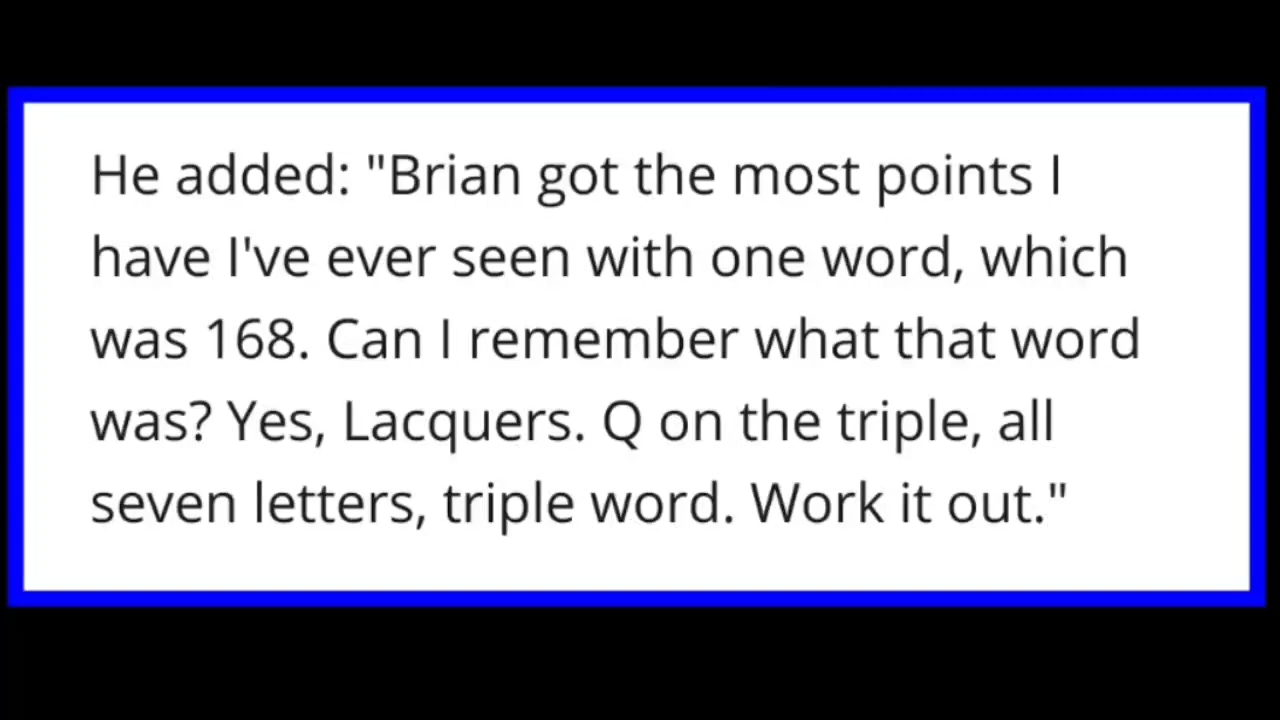 He added: "Brian got the most points I
have I've ever seen with one word, which
was 168. Can I remember what that word
was? Yes, Lacquers. Q on the triple, all
seven letters, triple word. Work it out."